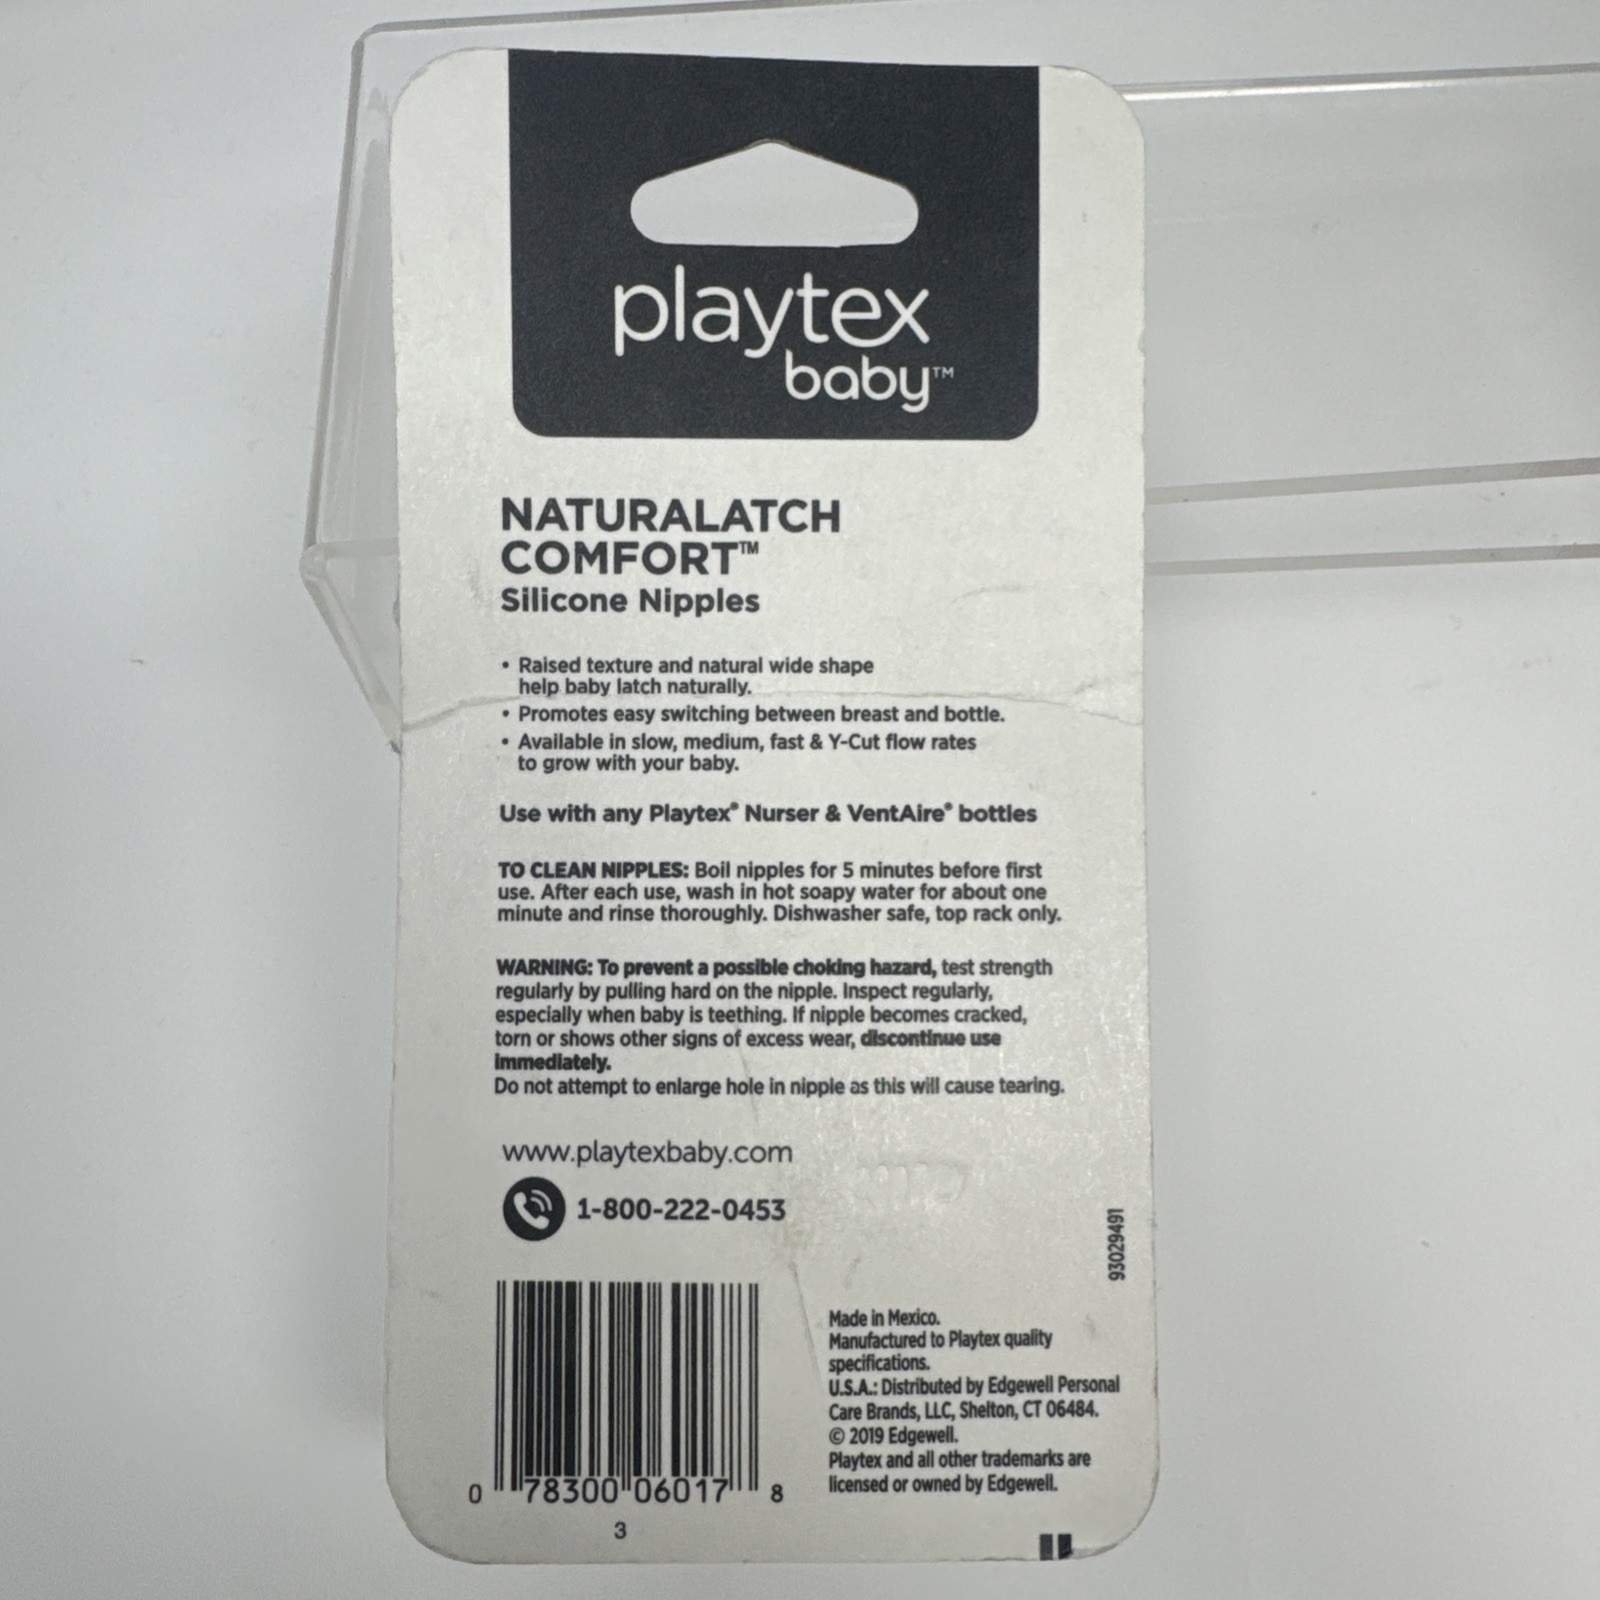 playtex
baby™
NATURALATCH
COMFORT™
Silicone Nipples
• Raised texture and natural wide shape
help baby latch naturally.
• Promotes easy switching between breast and bottle.
• Available in slow, medium, fast & Y-Cut flow rates
to grow with your baby.
Use with any Playtex® Nurser & VentAire® bottles
TO CLEAN NIPPLES: Boil nipples for 5 minutes before first
use. After each use, wash in hot soapy water for about one
minute and rinse thoroughly. Dishwasher safe, top rack only.
WARNING: To prevent a possible choking hazard, test strength
regularly by pulling hard on the nipple. Inspect regularly,
especially when baby is teething. If nipple becomes cracked,
torn or shows other signs of excess wear, discontinue use
immediately.
Do not attempt to enlarge hole in nipple as this will cause tearing.
www.playtexbaby.com
1-800-222-0453
93029491
Made in Mexico.
Manufactured to Playtex quality
specifications.
U.S.A.: Distributed by Edgewell Personal
Care Brands, LLC, Shelton, CT 06484.
© 2019 Edgewell.
Playtex and all other trademarks are
licensed or owned by Edgewell.
0 78300 06017 8
3